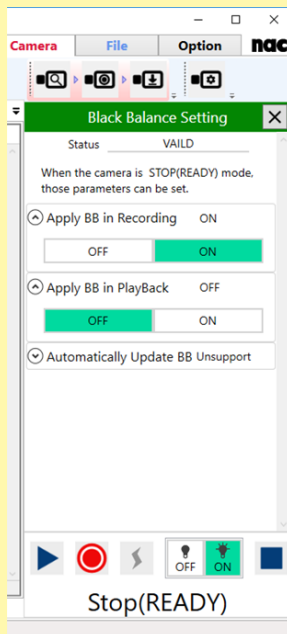 Camera File Option nac
Black Balance Setting
Status VAILD
When the camera is STOP(READY) mode,
those parameters can be set.
Apply BB in Recording ON
OFF ON
Apply BB in PlayBack OFF
OFF ON
Automatically Update BB Unsupport
OFF ON
Stop(READY)